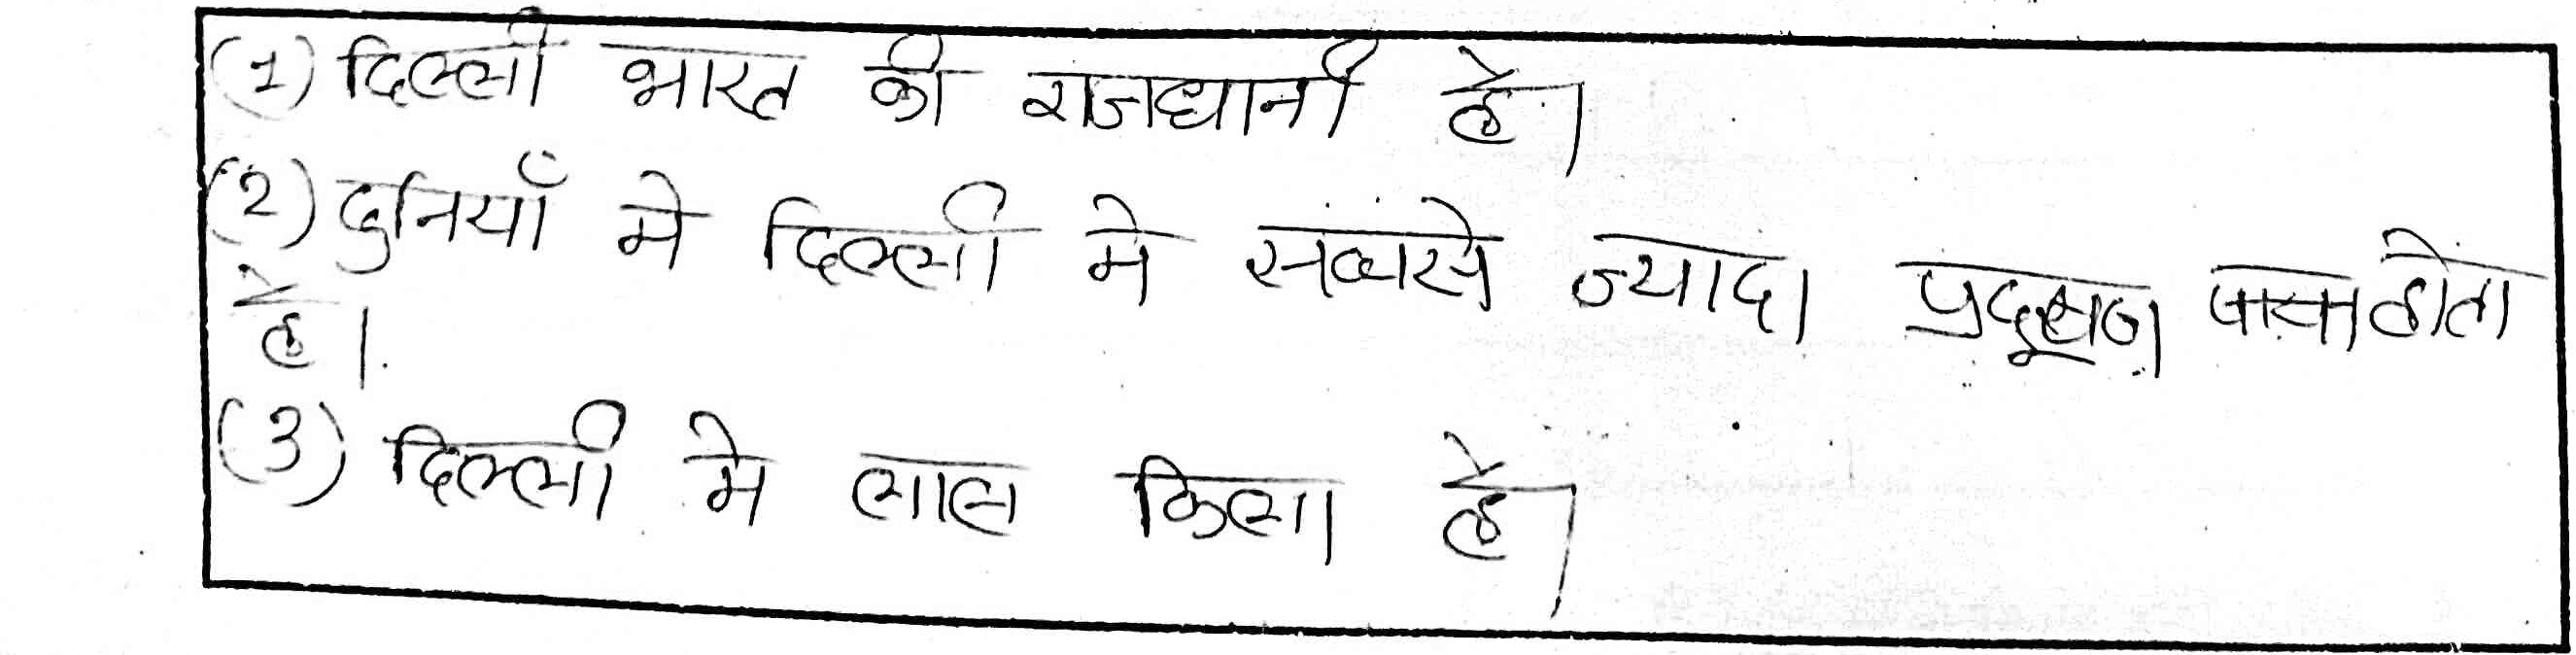 (1) दिल्ली भारत की राजधानी है।
(2) दुनियाँ मे दिल्ली मे सबसे ज्यादा प्रदूषण होता
है।
(3) दिल्ली मे लाल किला है।